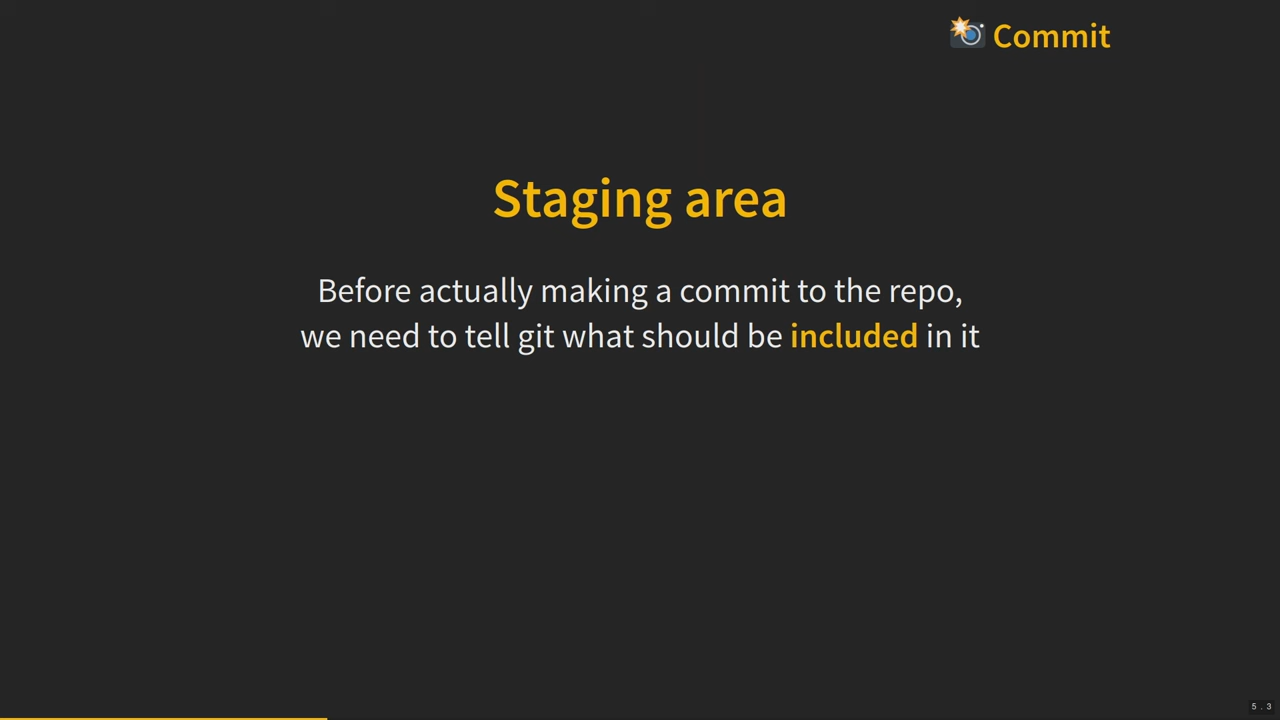 📸 Commit
Staging area
Before actually making a commit to the repo,
we need to tell git what should be included in it
5 . 3